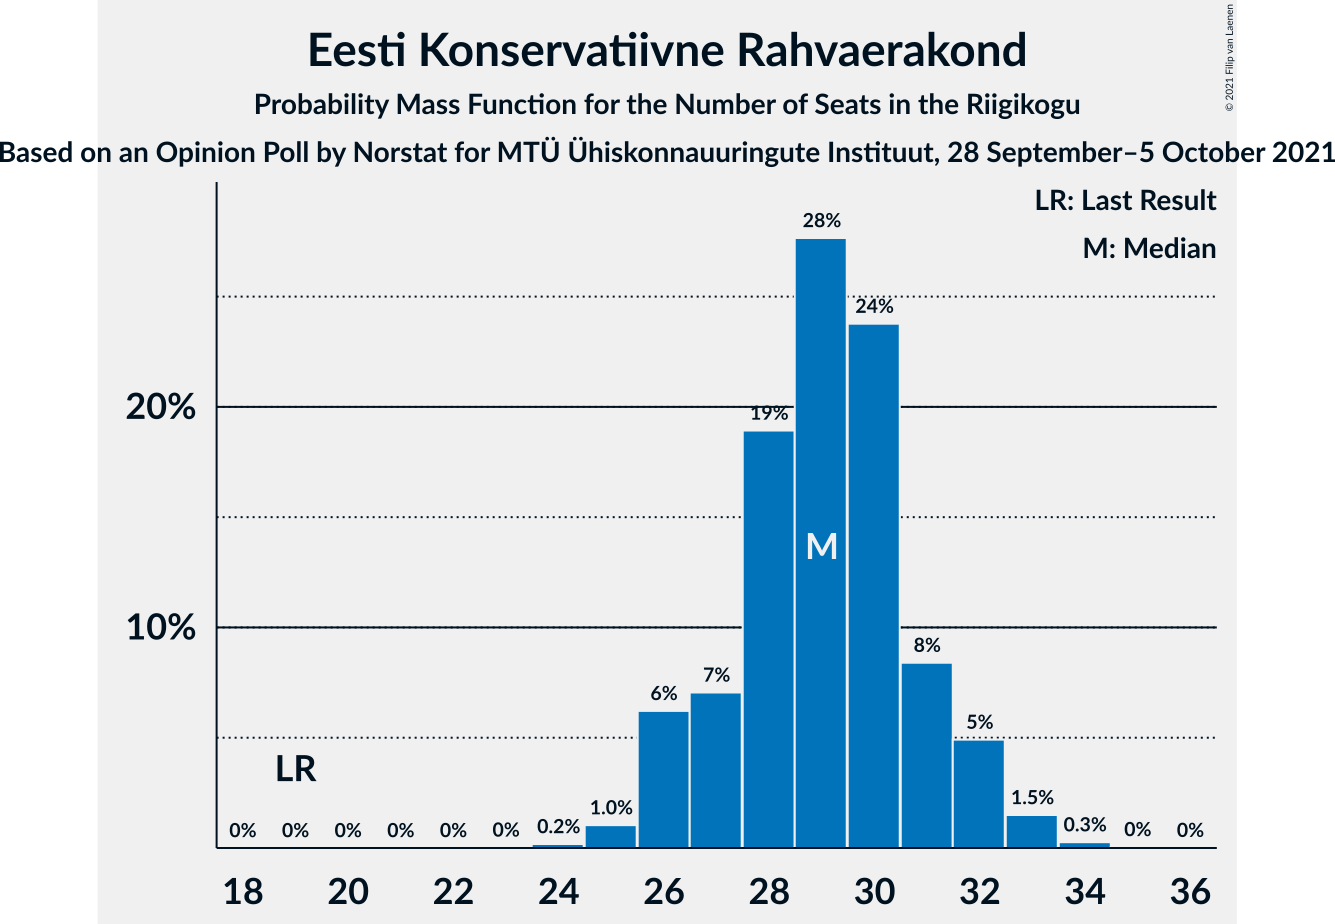 Eesti Konservatiivne Rahvaerakond
Probability Mass Function for the Number of Seats in the Riigikogu
Based on an Opinion Poll by Norstat for MTÜ Ühiskonnauuringute Instituut, 28 September–5 October 2021
© 2021 Filip van Laenen
LR: Last Result
M: Median
28%
24%
20%
19%
M
10%
8%
7%
6%
5%
LR
1.5%
1.0%
0% 0% 0% 0% 0% 0% 0.2% 0.3% 0% 0%
18 20 22 24 26 28 30 32 34 36